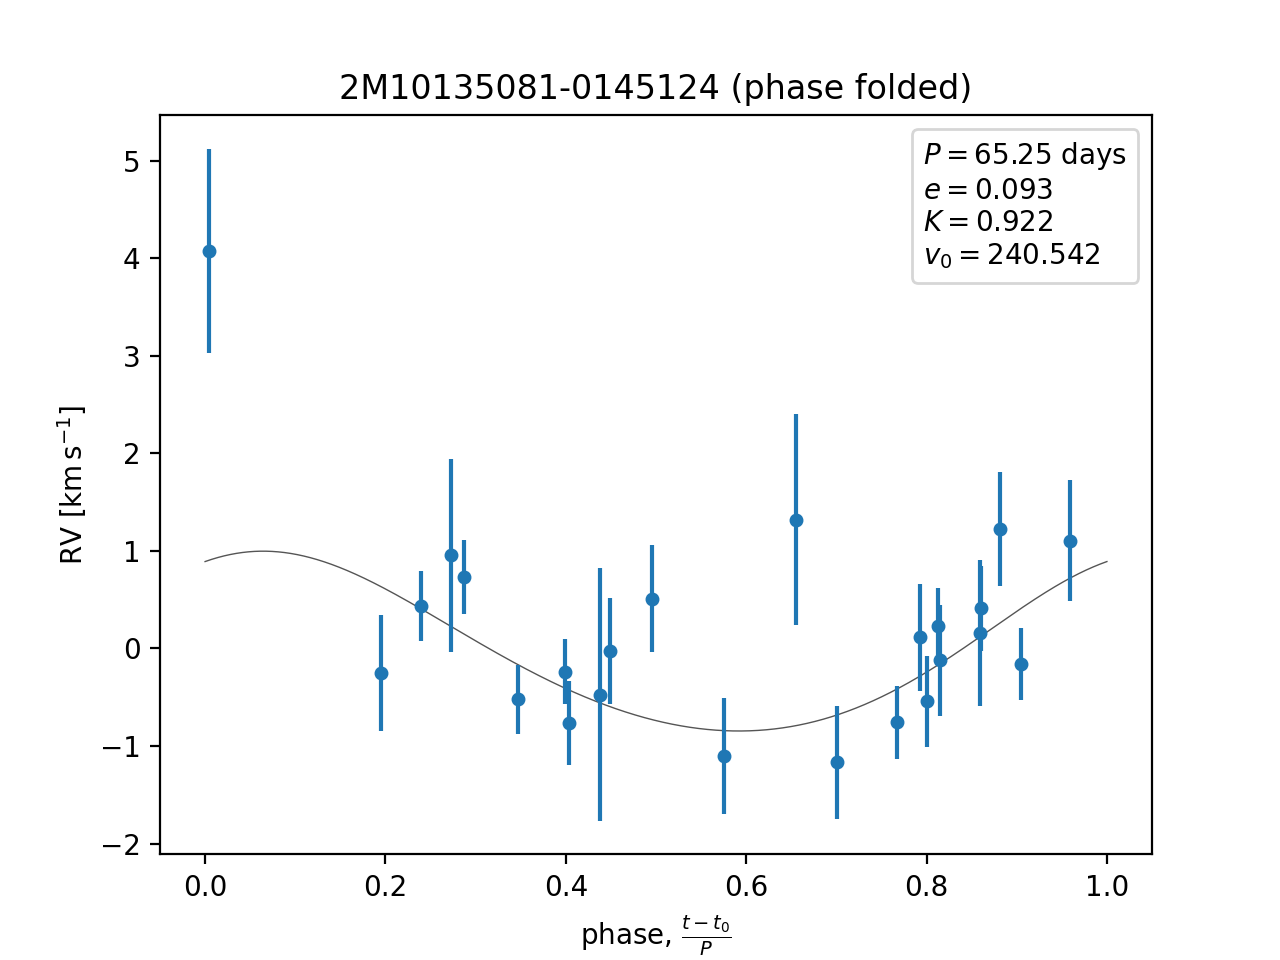 2M10135081-0145124 (phase folded)
P = 65.25 days
e = 0.093
K = 0.922
v₀ = 240.542
RV [km s⁻¹]
5
4
3
2
1
0
−1
−2
0.0 0.2 0.4 0.6 0.8 1.0
phase, (t − t₀)/P